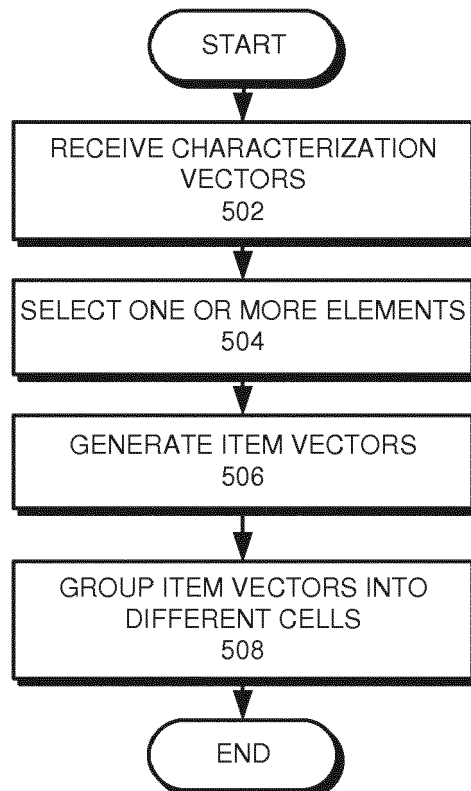 START
RECEIVE CHARACTERIZATION
VECTORS
502
SELECT ONE OR MORE ELEMENTS
504
GENERATE ITEM VECTORS
506
GROUP ITEM VECTORS INTO
DIFFERENT CELLS
508
END